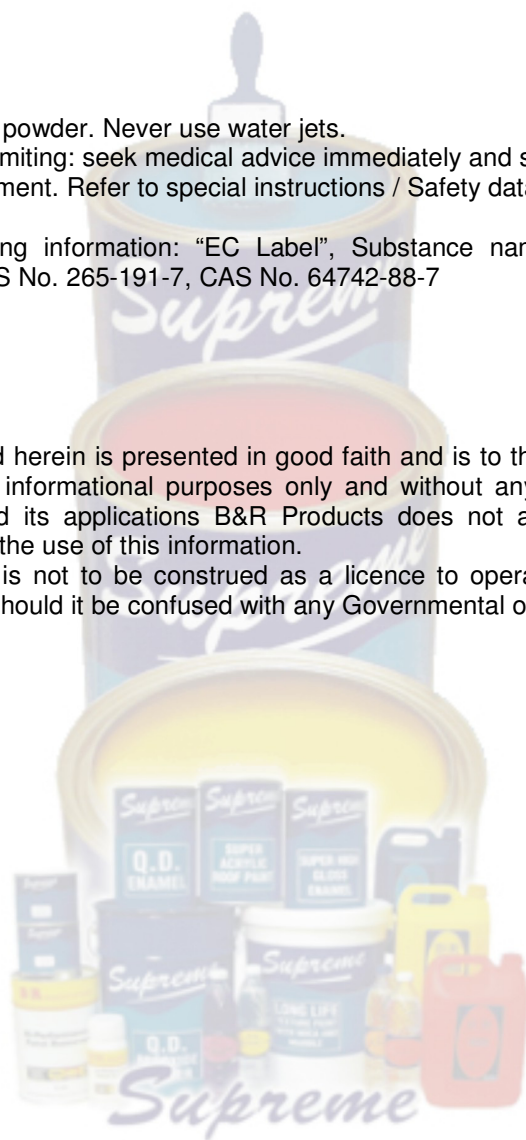 powder. Never use water jets.
miting: seek medical advice immediately and s
ment. Refer to special instructions / Safety data
ng information: “EC Label”, Substance nam
S No. 265-191-7, CAS No. 64742-88-7
Supreme
d herein is presented in good faith and is to th
informational purposes only and without any
d its applications B&R Products does not a
the use of this information.
is not to be construed as a licence to opera
hould it be confused with any Governmental o
Supreme
Supreme Supreme Supreme
Q.D.
ENAMEL
SUPER
ACRYLIC
ROOF PAINT
SUPER HIGH
GLOSS
ENAMEL
Supreme
Supreme
Q.D.
LONG LIFE
Supreme